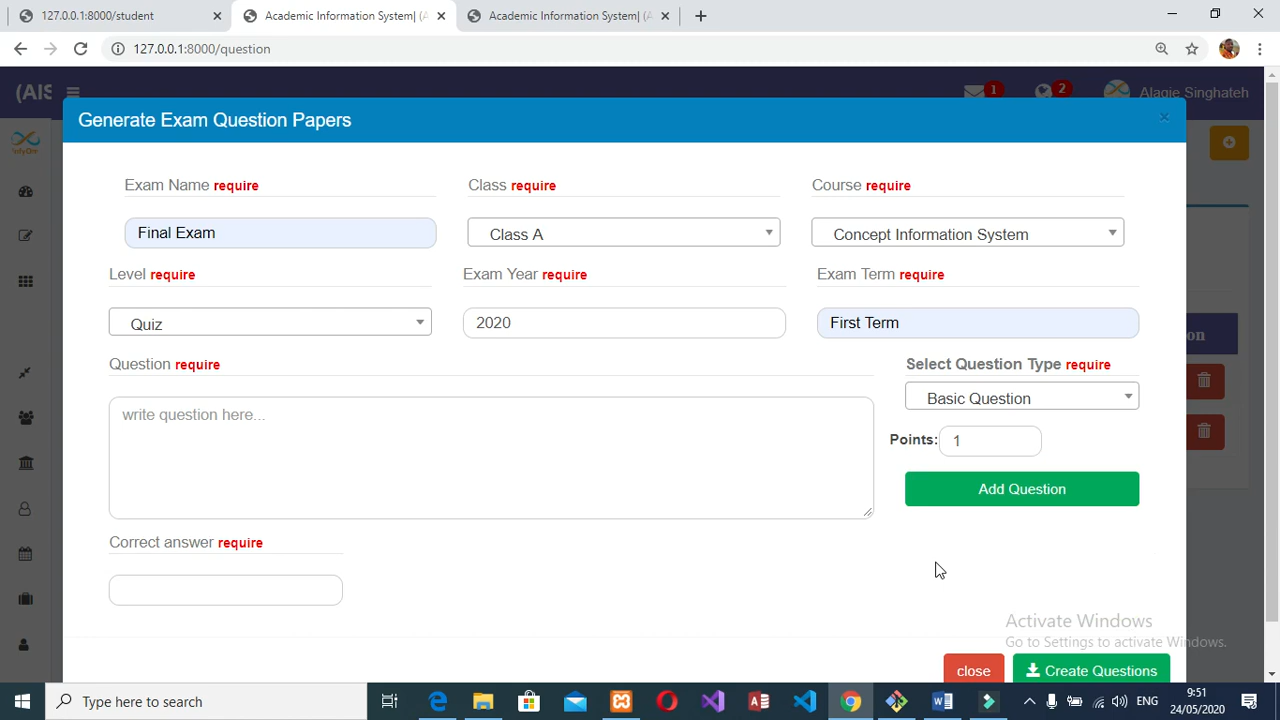 127.0.0.1:8000/student
Academic Information System| (A
Academic Information System| (A
127.0.0.1:8000/question
(AIS
1
2
Alagie Singhateh
Generate Exam Question Papers
×
Exam Name require
Class require
Course require
Final Exam
Class A
Concept Information System
Level require
Exam Year require
Exam Term require
Quiz
2020
First Term
on
Question require
Select Question Type require
write question here...
Basic Question
Points:
1
Add Question
Correct answer require
Activate Windows
Go to Settings to activate Windows.
close
Create Questions
Type here to search
ENG
9:51
24/05/2020